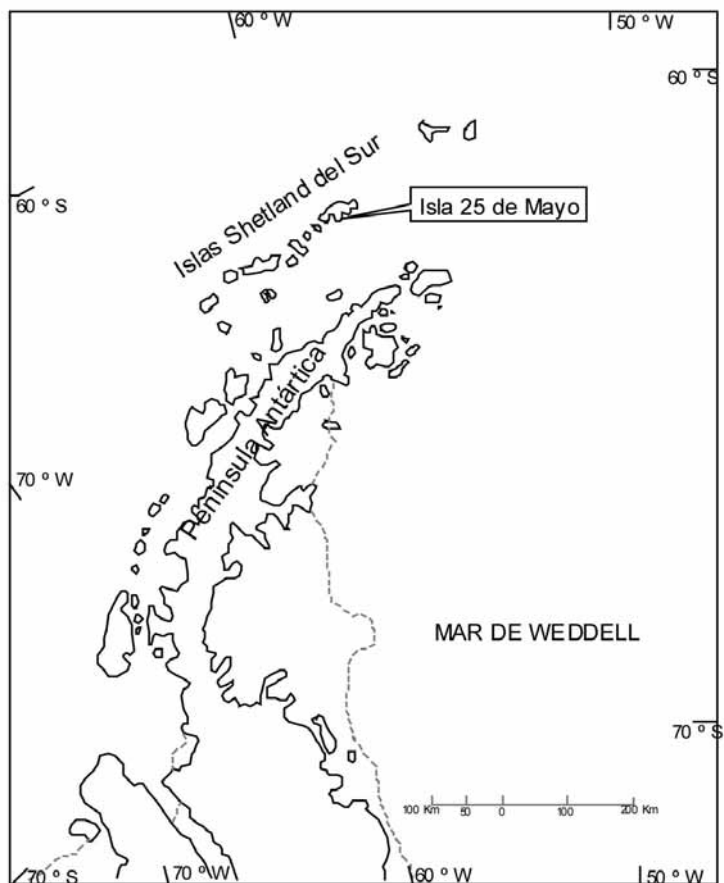 60 º W
50 º W
60 º S
60 º S
Islas Shetland del Sur
Isla 25 de Mayo
Península Antártica
70 º W
MAR DE WEDDELL
70 º S
100 Km 50 0 100 200 Km
70 º S
70 º W
60 º W
50 º W